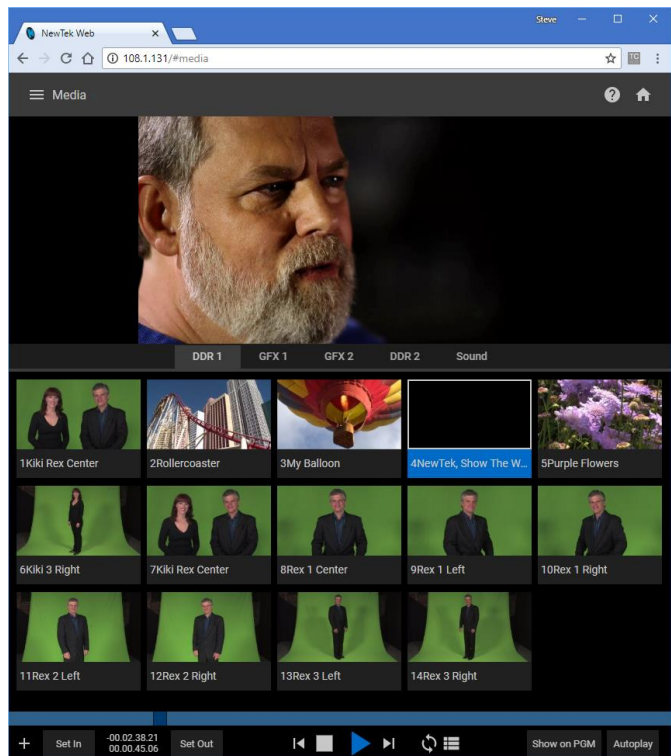 Steve
NewTek Web
108.1.131/#media
Media
DDR 1 GFX 1 GFX 2 DDR 2 Sound
1Kiki Rex Center 2Rollercoaster 3My Balloon 4NewTek, Show The W... 5Purple Flowers
6Kiki 3 Right 7Kiki Rex Center 8Rex 1 Center 9Rex 1 Left 10Rex 1 Right
11Rex 2 Left 12Rex 2 Right 13Rex 3 Left 14Rex 3 Right
Set In -00.02.38.21 Set Out Show on PGM Autoplay
00.00.45.06